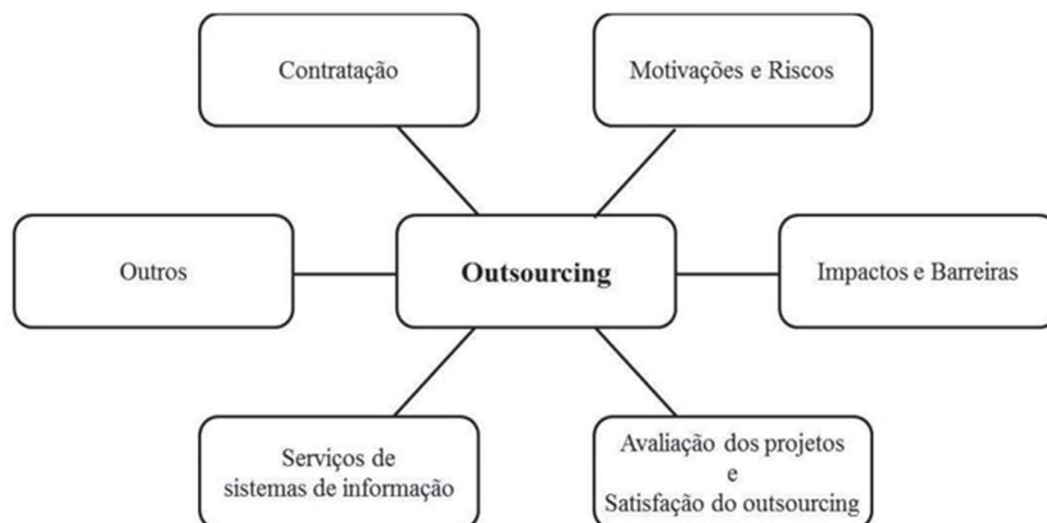 Contratação
Motivações e Riscos
Outros
Outsourcing
Impactos e Barreiras
Serviços de
sistemas de informação
Avaliação dos projetos
e
Satisfação do outsourcing